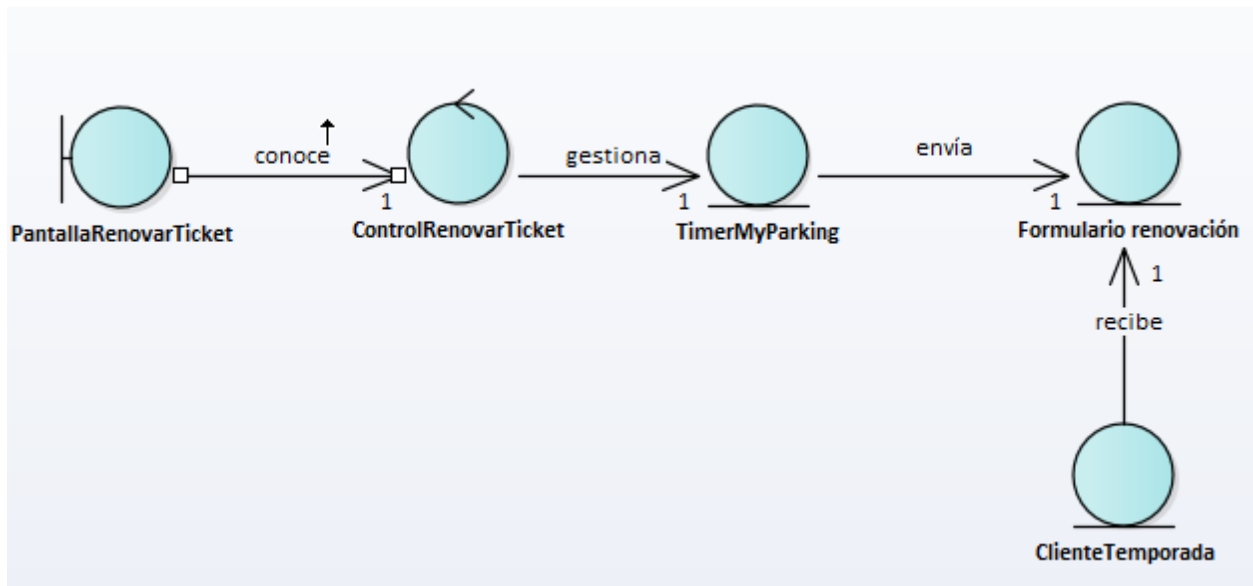 conoce
gestiona
envía
1
1
1
PantallaRenovarTicket
ControlRenovarTicket
TimerMyParking
Formulario renovación
1
recibe
ClienteTemporada